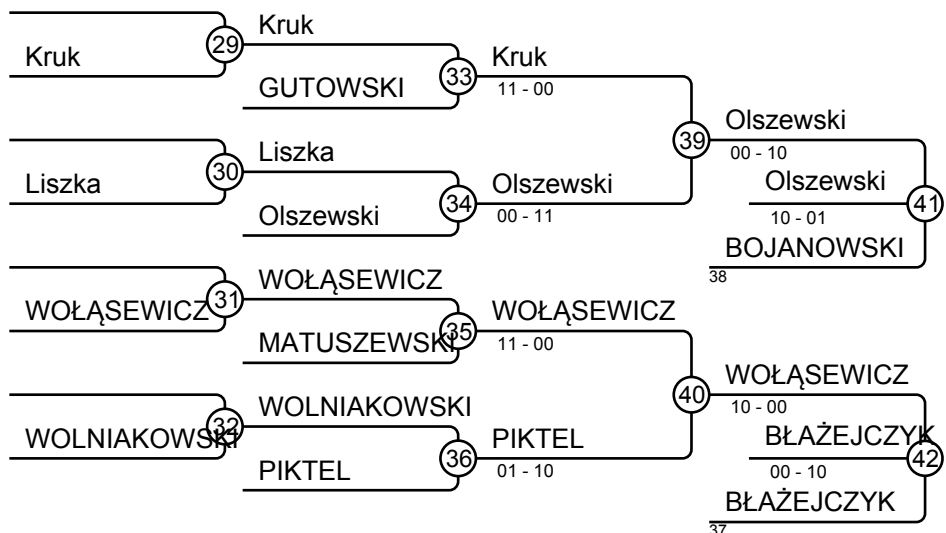 Kruk
29
Kruk
GUTOWSKI
33
Kruk
11 - 00
39
Olszewski
00 - 10
Liszka
30
Liszka
Olszewski
34
Olszewski
00 - 11
Olszewski
10 - 01
41
BOJANOWSKI
38
WOŁĄSEWICZ
31
WOŁĄSEWICZ
MATUSZEWSKI
35
WOŁĄSEWICZ
11 - 00
40
WOŁĄSEWICZ
10 - 00
WOLNIAKOWSKI
32
WOLNIAKOWSKI
PIKTEL
36
PIKTEL
01 - 10
BŁAŻEJCZYK
00 - 10
42
BŁAŻEJCZYK
37